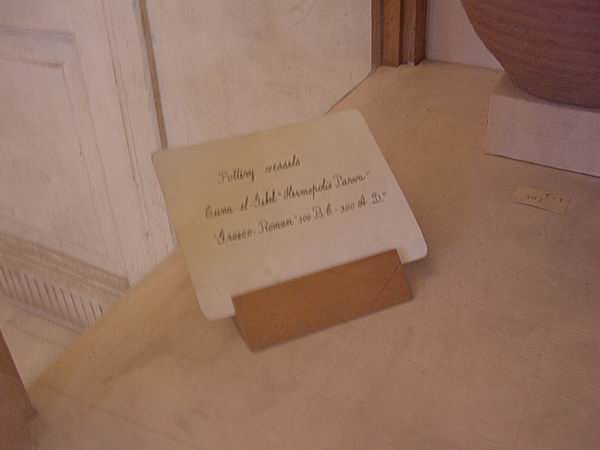 Pottery vessels
Tuna el Gebel "Hermopolis Parva"
"Graeco-Roman" 300 B.C - 300 A.D."